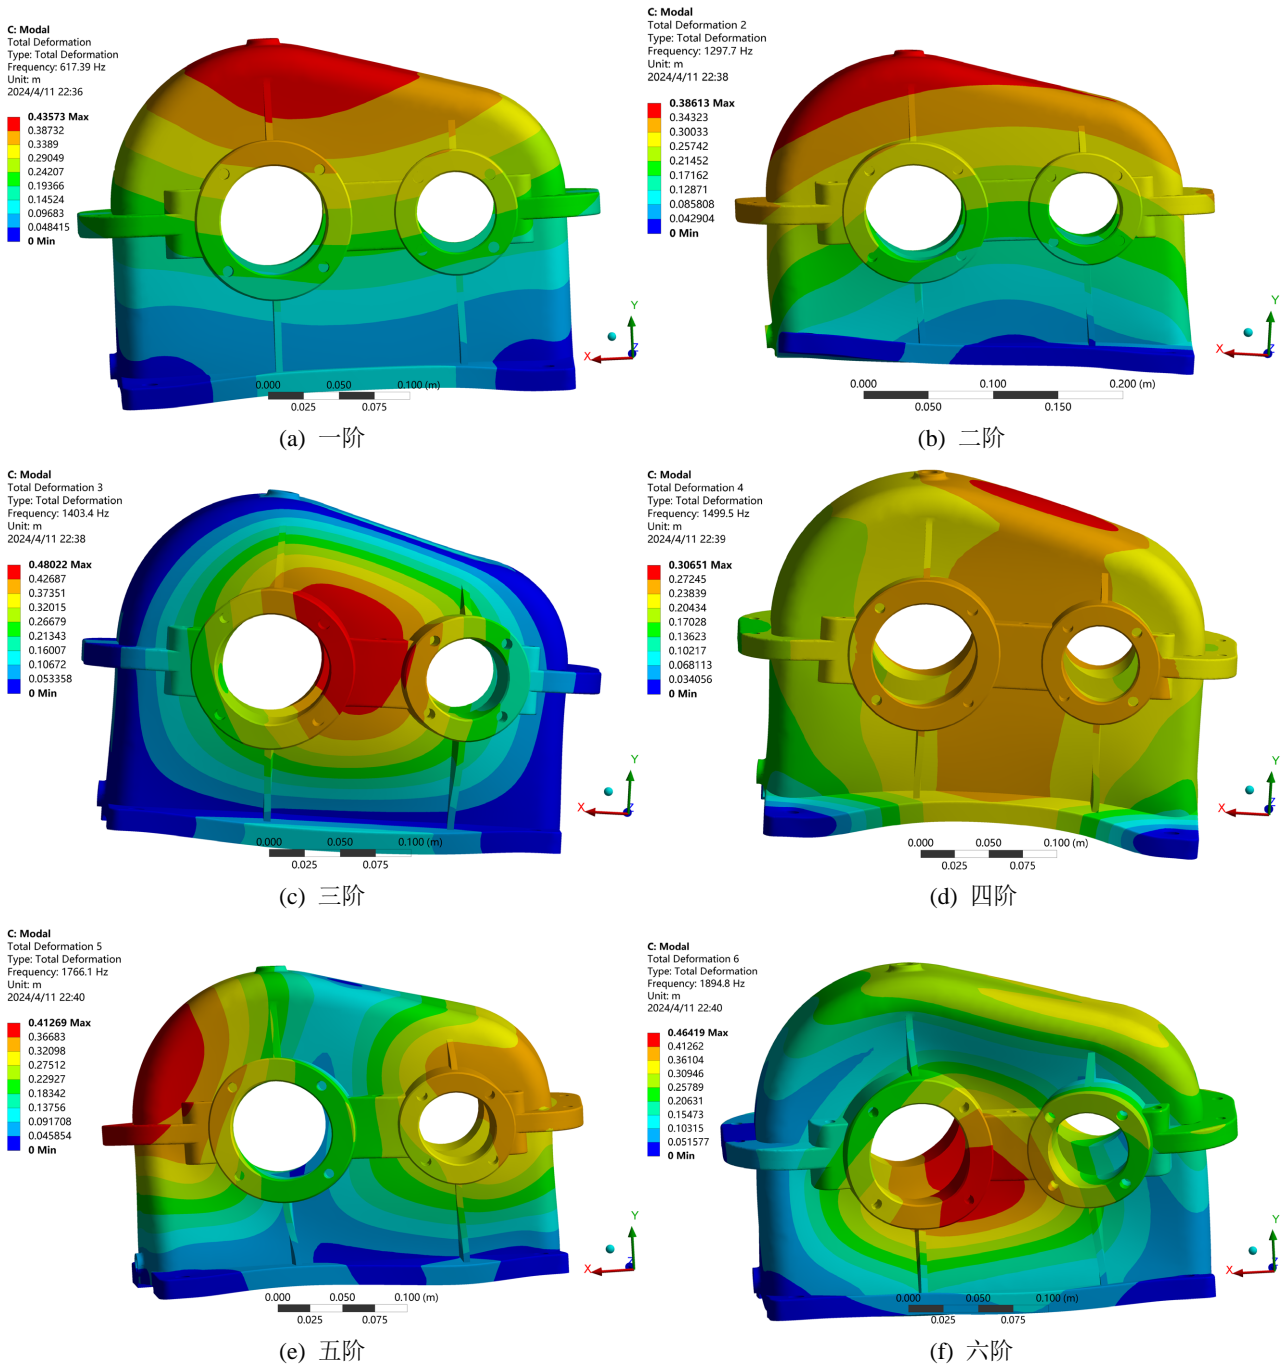 C: Modal
Total Deformation
Type: Total Deformation
Frequency: 617.39 Hz
Unit: m
2024/4/11 22:36
0.43573 Max
0.38732
0.3389
0.29049
0.24207
0.19366
0.14524
0.09683
0.048415
0 Min
Y
X
Z
0.000 0.050 0.100 (m)
0.025 0.075
(a) 一阶
C: Modal
Total Deformation 2
Type: Total Deformation
Frequency: 1297.7 Hz
Unit: m
2024/4/11 22:38
0.38613 Max
0.34323
0.30033
0.25742
0.21452
0.17162
0.12871
0.085808
0.042904
0 Min
Y
X
Z
0.000 0.100 0.200 (m)
0.050 0.150
(b) 二阶
C: Modal
Total Deformation 3
Type: Total Deformation
Frequency: 1403.4 Hz
Unit: m
2024/4/11 22:38
0.48022 Max
0.42687
0.37351
0.32015
0.26679
0.21343
0.16007
0.10672
0.053358
0 Min
Y
X
Z
0.000 0.050 0.100 (m)
0.025 0.075
(c) 三阶
C: Modal
Total Deformation 4
Type: Total Deformation
Frequency: 1499.5 Hz
Unit: m
2024/4/11 22:39
0.30651 Max
0.27245
0.23839
0.20434
0.17028
0.13623
0.10217
0.068113
0.034056
0 Min
Y
X
Z
0.000 0.050 0.100 (m)
0.025 0.075
(d) 四阶
C: Modal
Total Deformation 5
Type: Total Deformation
Frequency: 1766.1 Hz
Unit: m
2024/4/11 22:40
0.41269 Max
0.36683
0.32098
0.27512
0.22927
0.18342
0.13756
0.091708
0.045854
0 Min
Y
X
Z
0.000 0.050 0.100 (m)
0.025 0.075
(e) 五阶
C: Modal
Total Deformation 6
Type: Total Deformation
Frequency: 1894.8 Hz
Unit: m
2024/4/11 22:40
0.46419 Max
0.41262
0.36104
0.30946
0.25789
0.20631
0.15473
0.10315
0.051577
0 Min
Y
X
Z
0.000 0.050 0.100 (m)
0.025 0.075
(f) 六阶